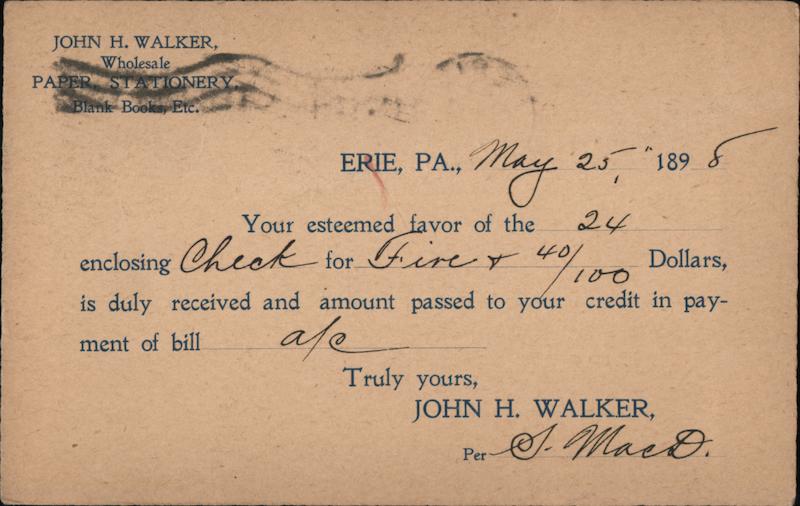 JOHN H. WALKER,
Wholesale
PAPER, STATIONERY,
Blank Books, Etc.
ERIE, PA., May 25," 1898
Your esteemed favor of the 24
enclosing Check for Five & 40/100 Dollars,
is duly received and amount passed to your credit in pay-
ment of bill a/c
Truly yours,
JOHN H. WALKER,
Per S. MacD.